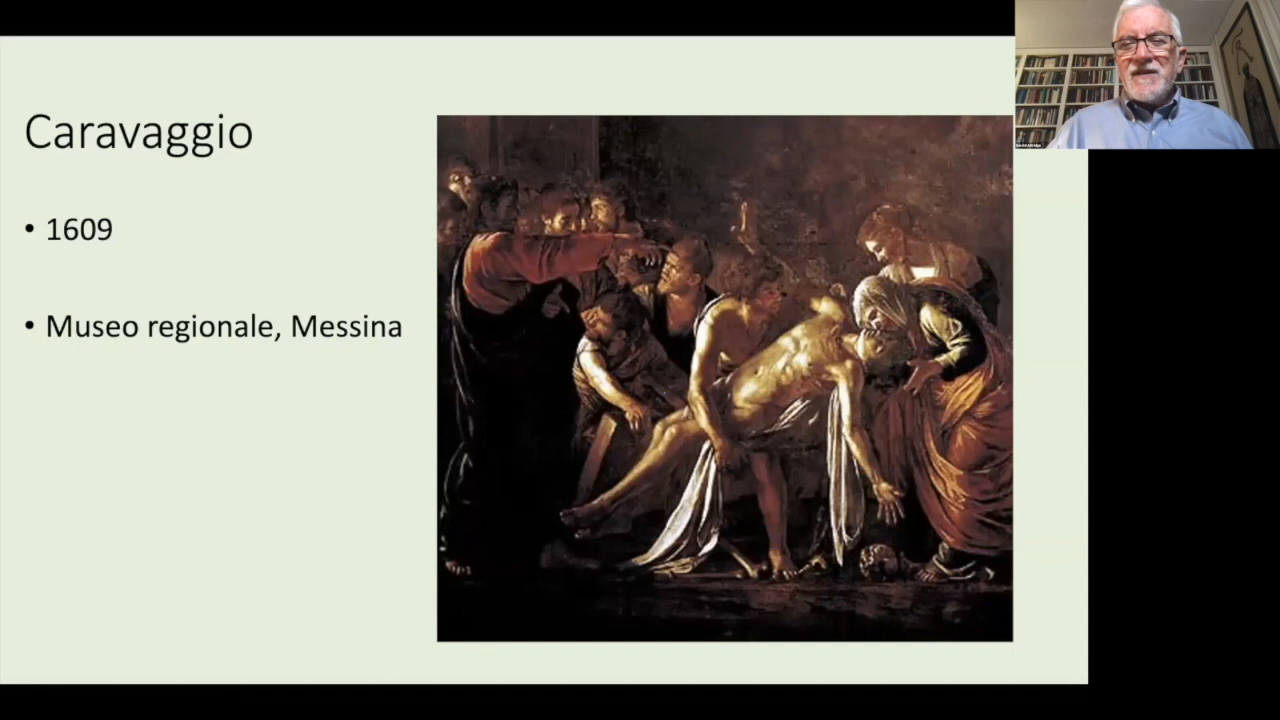 Caravaggio
• 1609
• Museo regionale, Messina